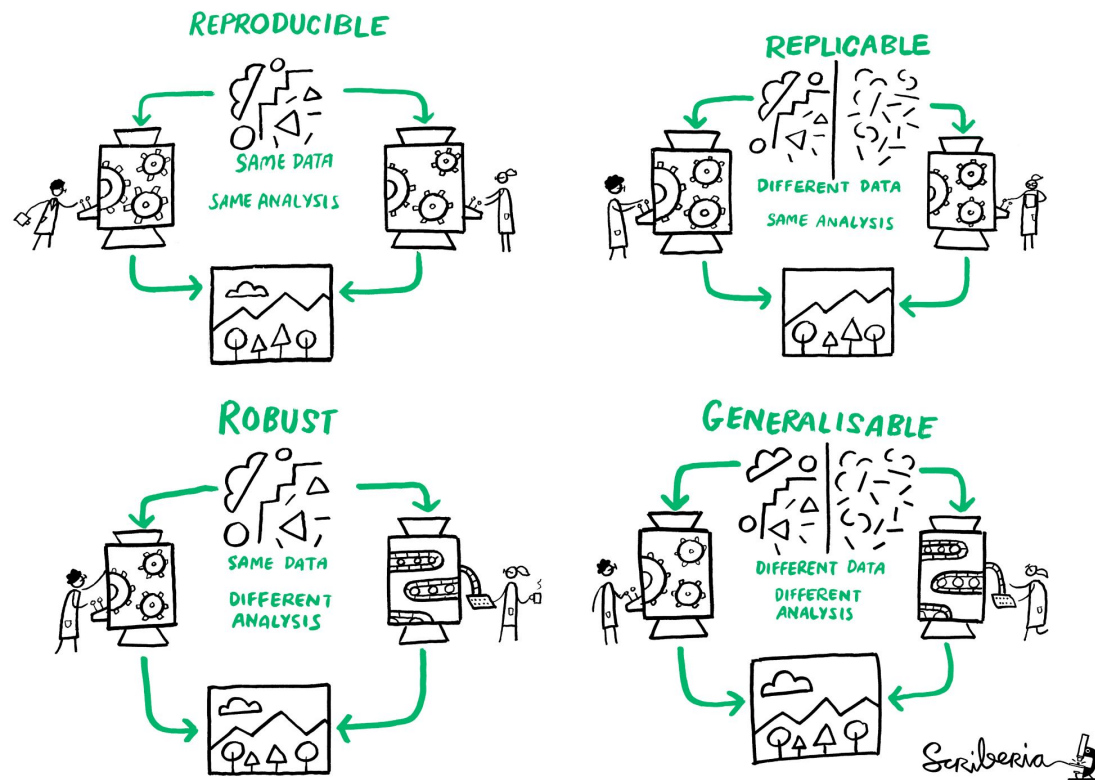 REPRODUCIBLE
SAME DATA
SAME ANALYSIS
REPLICABLE
DIFFERENT DATA
SAME ANALYSIS
ROBUST
SAME DATA
DIFFERENT
ANALYSIS
GENERALISABLE
DIFFERENT DATA
DIFFERENT
ANALYSIS
Scriberia